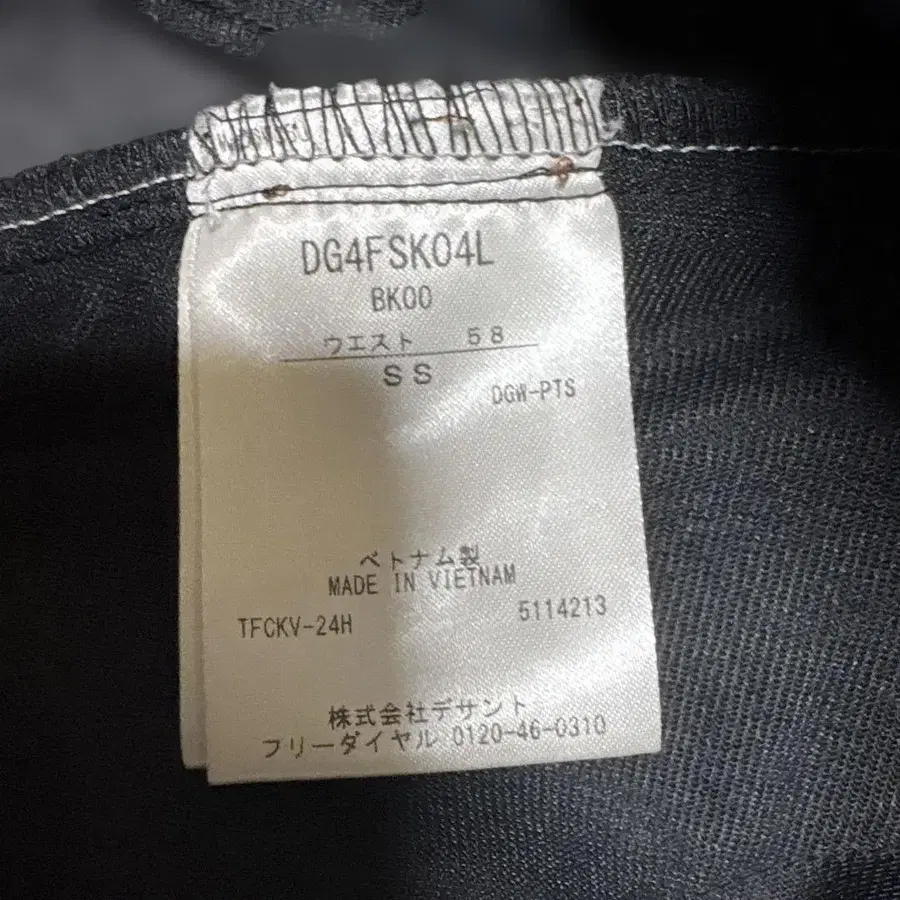 DG4FSK04L
BK00
ウエスト 58
SS
DGW-PTS
ベトナム製
MADE IN VIETNAM
TFCKV-24H 5114213
株式会社デサント
フリーダイヤル 0120-46-0310